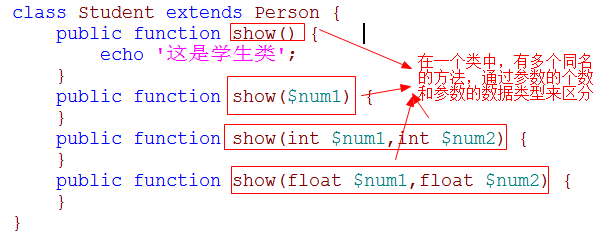 class Student extends Person {
public function show() {
echo '这是学生类';
}
public function show($num1) {
}
public function show(int $num1,int $num2) {
}
public function show(float $num1,float $num2) {
}
}
在一个类中，有多个同名
的方法，通过参数的个数
和参数的数据类型来区分